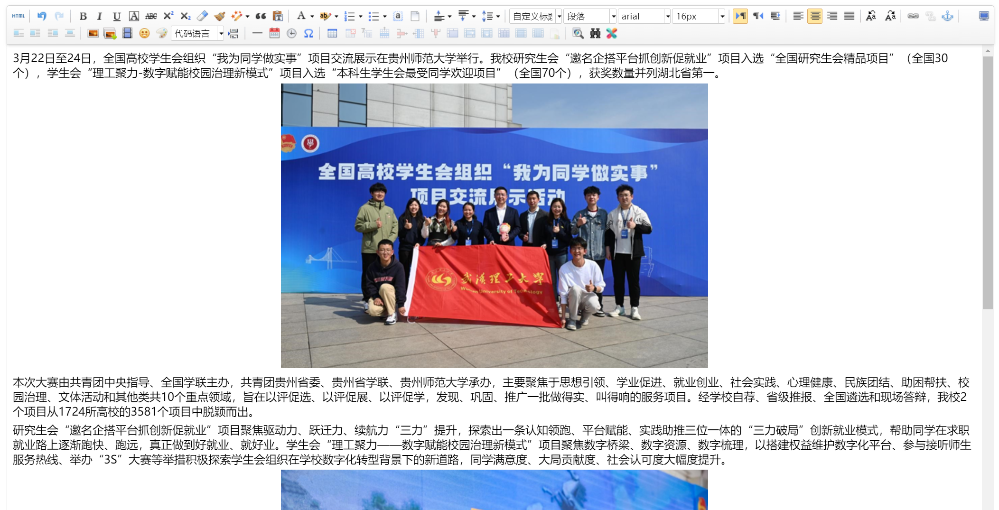 HTML
自定义标题 段落 arial 16px
代码语言
3月22日至24日，全国高校学生会组织“我为同学做实事”项目交流展示在贵州师范大学举行。我校研究生会“邀名企搭平台抓创新促就业”项目入选“全国研究生会精品项目”（全国30
个），学生会“理工聚力-数字赋能校园治理新模式”项目入选“本科生学生会最受同学欢迎项目”（全国70个），获奖数量并列湖北省第一。
全国高校学生会组织“我为同学做实事”
项目交流展示活动
武汉理工大学
Wuhan University of Technology
本次大赛由共青团中央指导、全国学联主办，共青团贵州省委、贵州省学联、贵州师范大学承办，主要聚焦于思想引领、学业促进、就业创业、社会实践、心理健康、民族团结、助困帮扶、校
园治理、文体活动和其他类共10个重点领域，旨在以评促选、以评促展、以评促学，发现、巩固、推广一批做得实、叫得响的服务项目。经学校自荐、省级推报、全国遴选和现场答辩，我校2
个项目从1724所高校的3581个项目中脱颖而出。
研究生会“邀名企搭平台抓创新促就业”项目聚焦驱动力、跃迁力、续航力“三力”提升，探索出一条认知领跑、平台赋能、实践助推三位一体的“三力破局”创新就业模式，帮助同学在求职
就业路上逐渐跑快、跑远，真正做到好就业、就好业。学生会“理工聚力——数字赋能校园治理新模式”项目聚焦数字桥梁、数字资源、数字梳理，以搭建权益维护数字化平台、参与接听师生
服务热线、举办“3S”大赛等举措积极探索学生会组织在学校数字化转型背景下的新道路，同学满意度、大局贡献度、社会认可度大幅度提升。